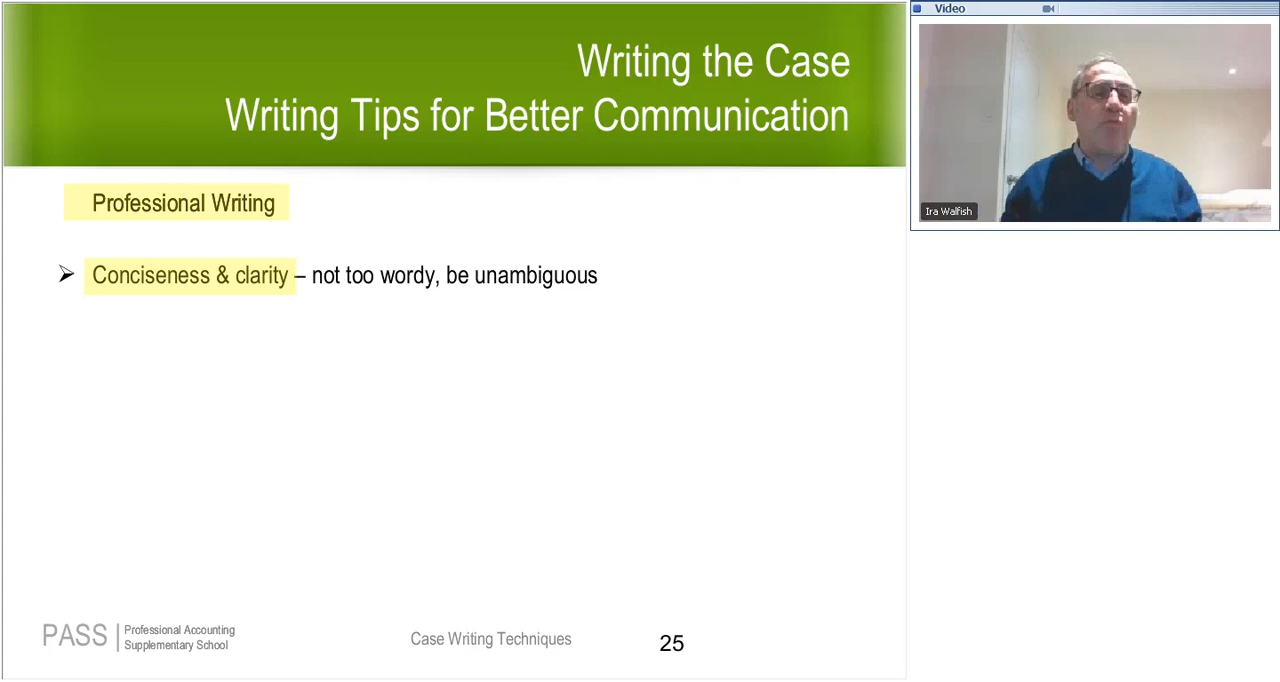 Writing the Case
Writing Tips for Better Communication
Professional Writing
➢ Conciseness & clarity – not too wordy, be unambiguous
PASS
Professional Accounting
Supplementary School
Case Writing Techniques
25
Video
Ira Walfish